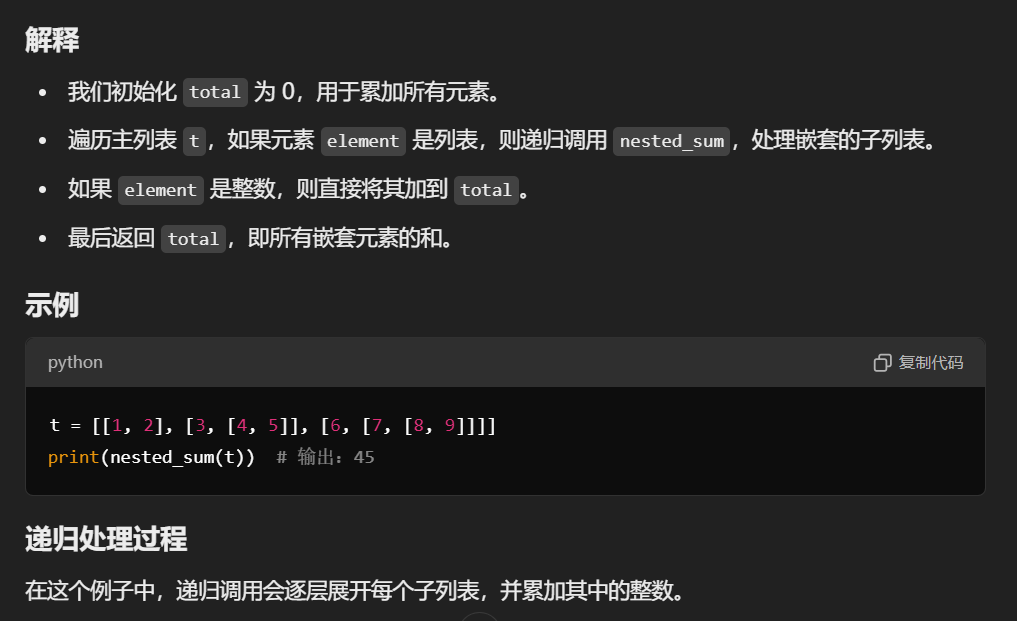 解释
我们初始化 total 为 0，用于累加所有元素。
遍历主列表 t，如果元素 element 是列表，则递归调用 nested_sum，处理嵌套的子列表。
如果 element 是整数，则直接将其加到 total。
最后返回 total，即所有嵌套元素的和。
示例
python 复制代码
t = [[1, 2], [3, [4, 5]], [6, [7, [8, 9]]]]
print(nested_sum(t))  # 输出：45
递归处理过程
在这个例子中，递归调用会逐层展开每个子列表，并累加其中的整数。